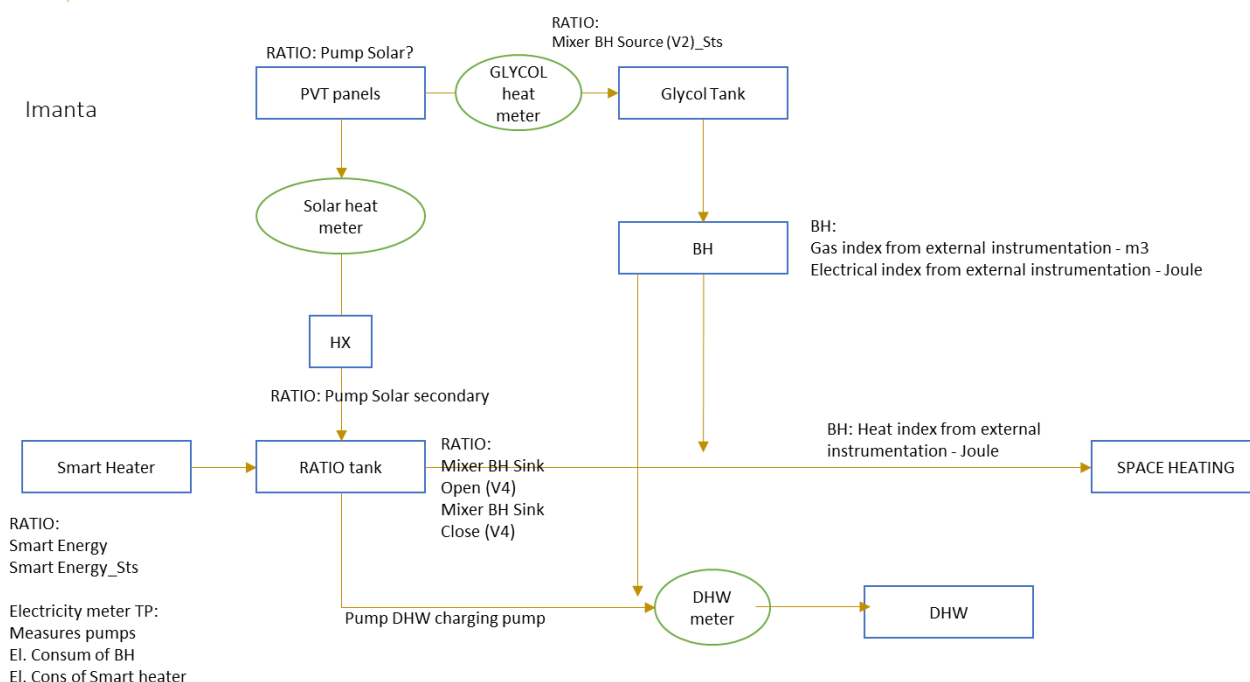 RATIO:
Mixer BH Source (V2)_Sts
RATIO: Pump Solar?
Imanta
PVT panels
GLYCOL
heat
meter
Glycol Tank
Solar heat
meter
BH
BH:
Gas index from external instrumentation - m3
Electrical index from external instrumentation - Joule
HX
RATIO: Pump Solar secondary
Smart Heater
RATIO tank
RATIO:
Mixer BH Sink
Open (V4)
Mixer BH Sink
Close (V4)
BH: Heat index from external
instrumentation - Joule
SPACE HEATING
RATIO:
Smart Energy
Smart Energy_Sts
Electricity meter TP:
Measures pumps
El. Consum of BH
El. Cons of Smart heater
Pump DHW charging pump
DHW
meter
DHW